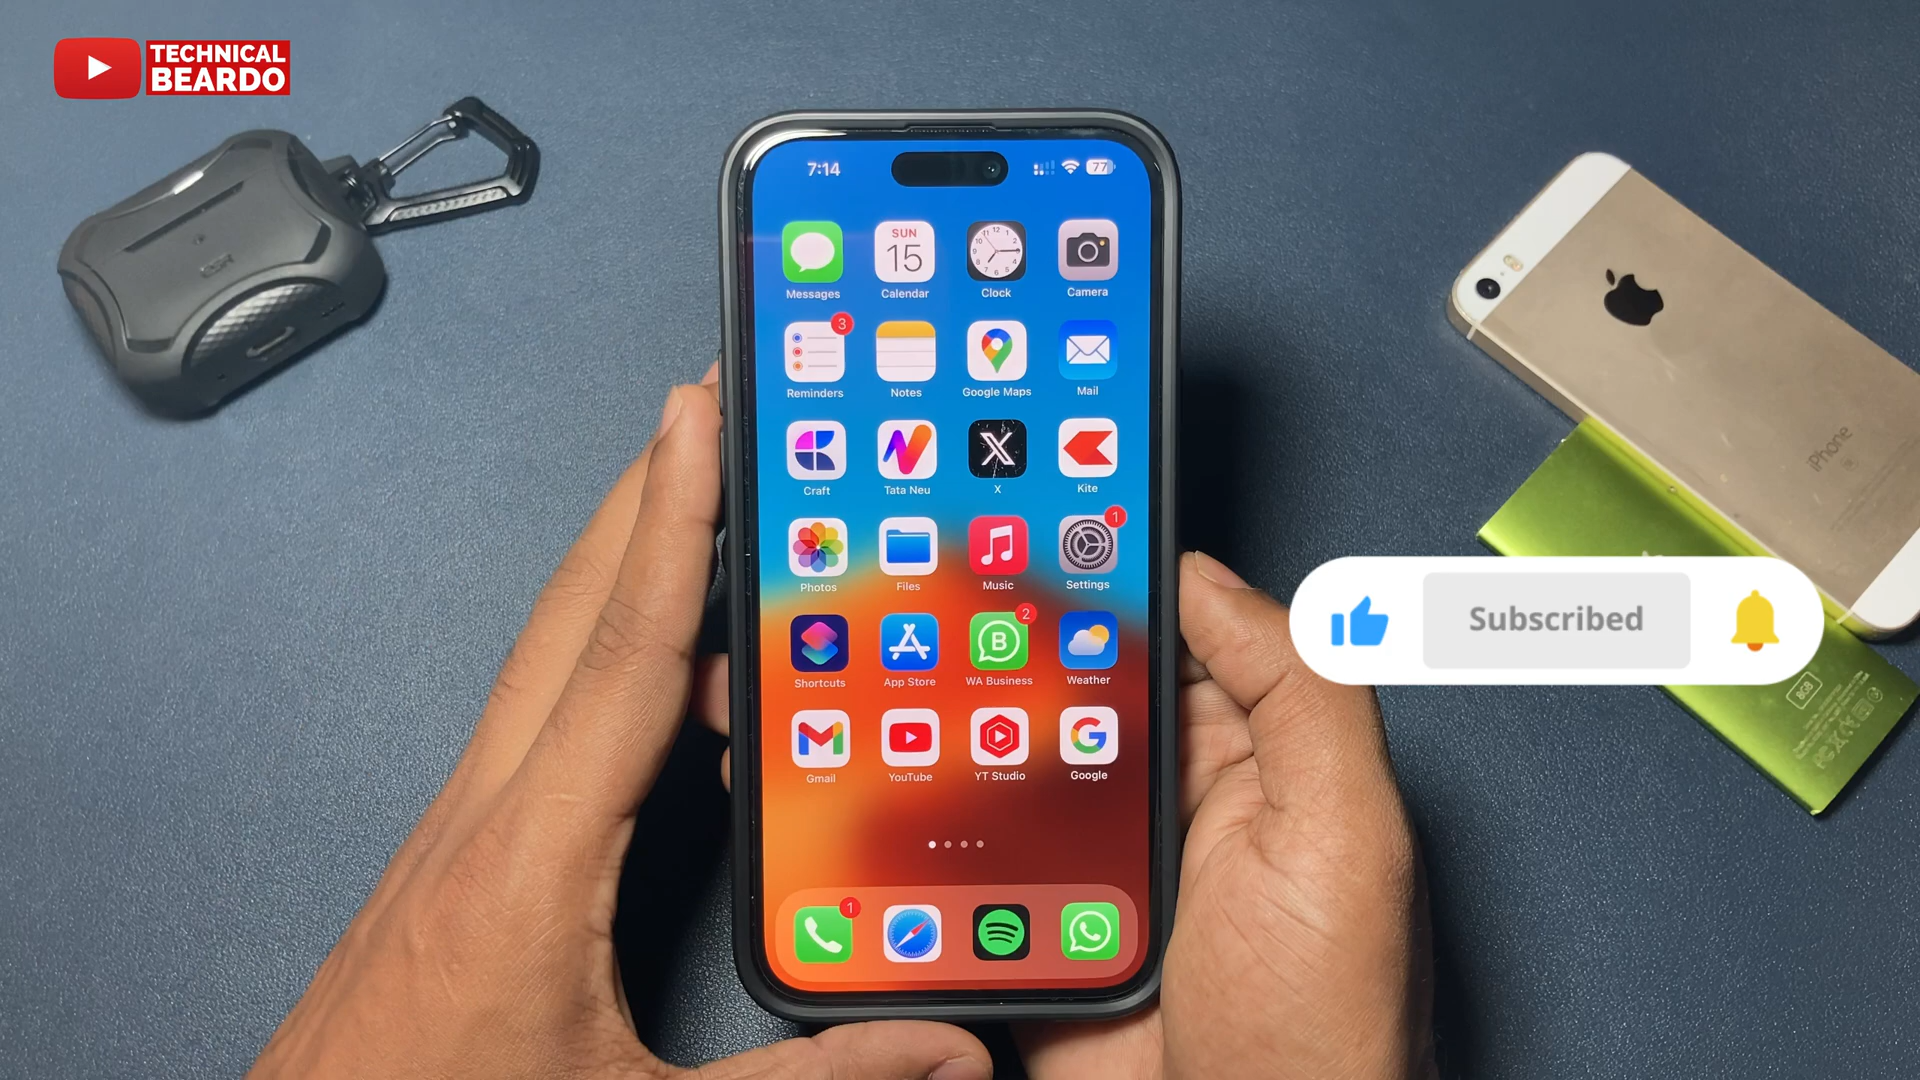 TECHNICAL
BEARDO
7:14
77
SUN
15
Messages
Calendar
Clock
Camera
3
Reminders
Notes
Google Maps
Mail
Craft
Tata Neu
X
Kite
1
Photos
Files
Music
Settings
2
B
Shortcuts
App Store
WA Business
Weather
Gmail
YouTube
YT Studio
Google
1
iPhone
Subscribed
8GB
ESR